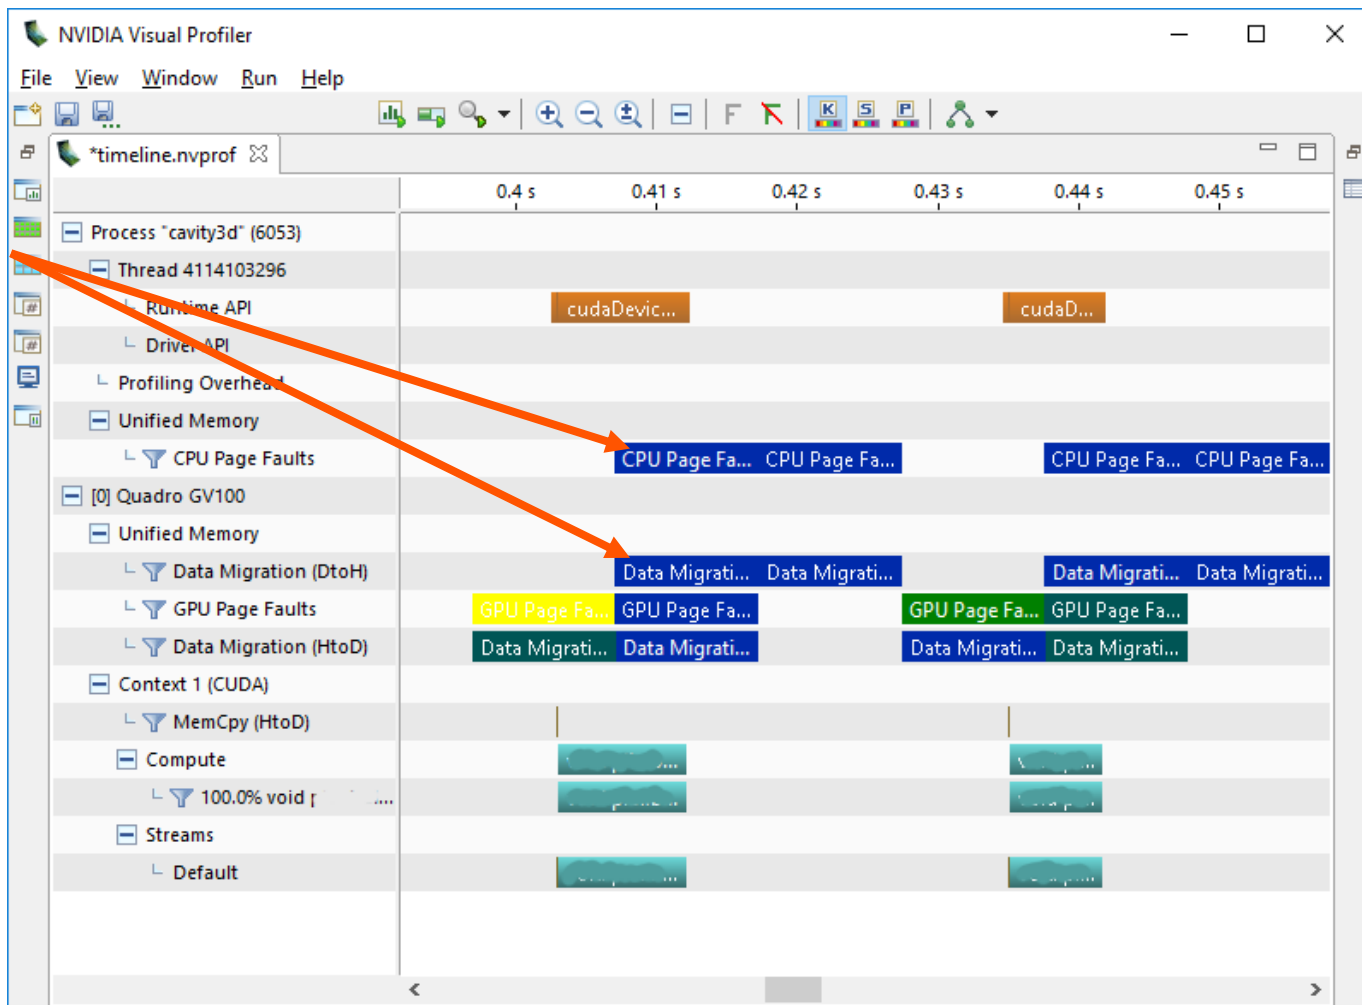 NVIDIA Visual Profiler
File View Window Run Help
*timeline.nvprof
0.4 s 0.41 s 0.42 s 0.43 s 0.44 s 0.45 s
Process "cavity3d" (6053)
Thread 4114103296
Runtime API cudaDevic... cudaD...
Driver API
Profiling Overhead
Unified Memory
CPU Page Faults CPU Page Fa... CPU Page Fa... CPU Page Fa... CPU Page Fa...
[0] Quadro GV100
Unified Memory
Data Migration (DtoH) Data Migrati... Data Migrati... Data Migrati... Data Migrati...
GPU Page Faults GPU Page Fa... GPU Page Fa... GPU Page Fa... GPU Page Fa...
Data Migration (HtoD) Data Migrati... Data Migrati... Data Migrati... Data Migrati...
Context 1 (CUDA)
MemCpy (HtoD)
Compute
100.0% void
Streams
Default